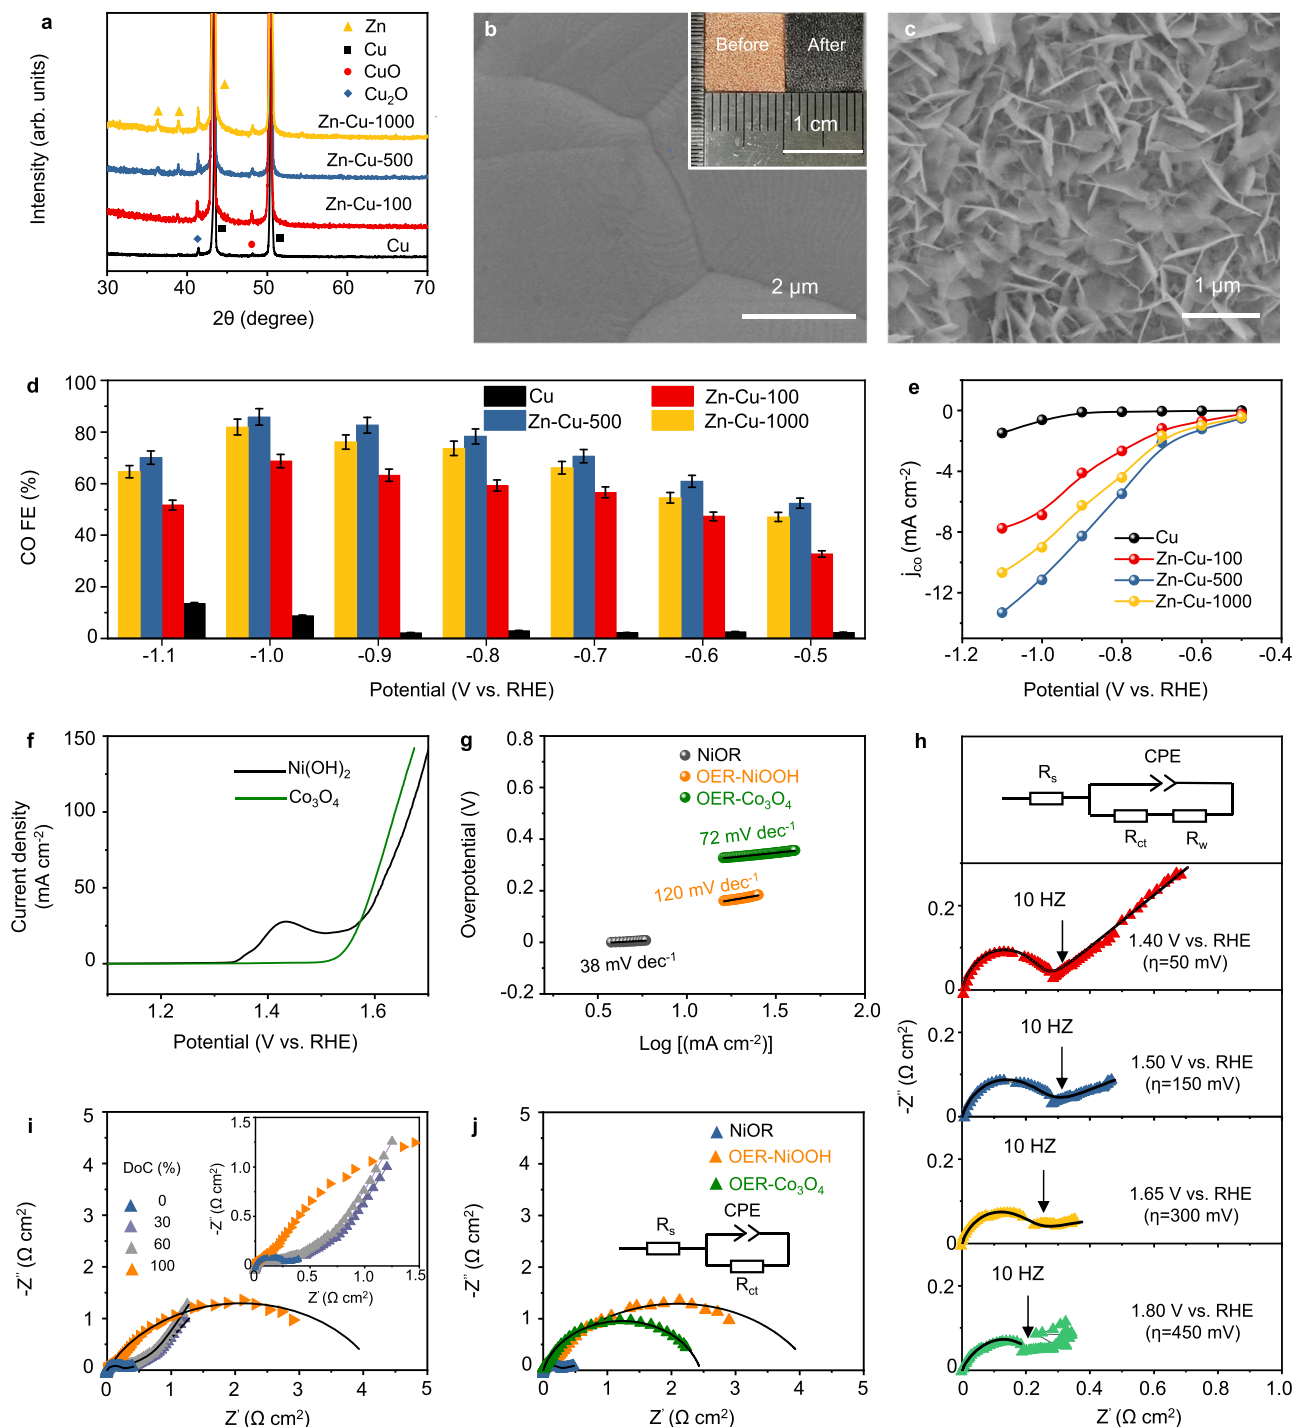 a
Zn
Cu
CuO
Cu2O
Zn-Cu-1000
Zn-Cu-500
Zn-Cu-100
Cu
Intensity (arb. units)
30 40 50 60 70
2θ (degree)
b
Before After
1 cm
2 μm
c
1 μm
d
Cu
Zn-Cu-100
Zn-Cu-500
Zn-Cu-1000
CO FE (%)
100
80
60
40
20
0
-1.1 -1.0 -0.9 -0.8 -0.7 -0.6 -0.5
Potential (V vs. RHE)
e
jco (mA cm-2)
0
-4
-8
-12
Cu
Zn-Cu-100
Zn-Cu-500
Zn-Cu-1000
-1.2 -1.0 -0.8 -0.6 -0.4
Potential (V vs. RHE)
f
Current density
(mA cm-2)
150
100
50
0
Ni(OH)2
Co3O4
1.2 1.4 1.6
Potential (V vs. RHE)
g
Overpotential (V)
0.8
0.6
0.4
0.2
0
-0.2
NiOR
OER-NiOOH
OER-Co3O4
72 mV dec-1
120 mV dec-1
38 mV dec-1
0.5 1.0 1.5 2.0
Log [(mA cm-2)]
h
Rs
CPE
Rct
Rw
-Z'' (Ω cm2)
0.2
0
10 HZ
1.40 V vs. RHE
(η=50 mV)
0.2
0
10 HZ
1.50 V vs. RHE
(η=150 mV)
0.2
0
10 HZ
1.65 V vs. RHE
(η=300 mV)
0.2
0
10 HZ
1.80 V vs. RHE
(η=450 mV)
0 0.2 0.4 0.6 0.8 1.0
Z' (Ω cm2)
i
-Z'' (Ω cm2)
5
4
3
2
1
0
DoC (%)
0
30
60
100
-Z'' (Ω cm2)
1.5
1.0
0.5
0
0 0.5 1.0 1.5
Z' (Ω cm2)
0 1 2 3 4 5
Z' (Ω cm2)
j
5
4
3
2
1
0
NiOR
OER-NiOOH
OER-Co3O4
Rs
CPE
Rct
0 1 2 3 4 5
Z' (Ω cm2)